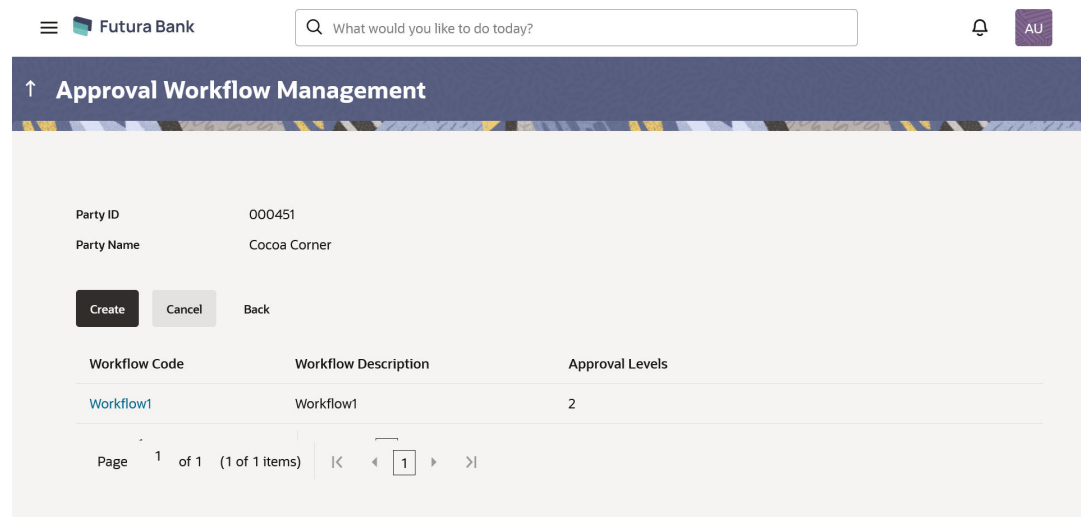 Futura Bank
What would you like to do today?
AU
↑ Approval Workflow Management
Party ID 000451
Party Name Cocoa Corner
Create Cancel Back
Workflow Code Workflow Description Approval Levels
Workflow1 Workflow1 2
Page 1 of 1 (1 of 1 items) 1